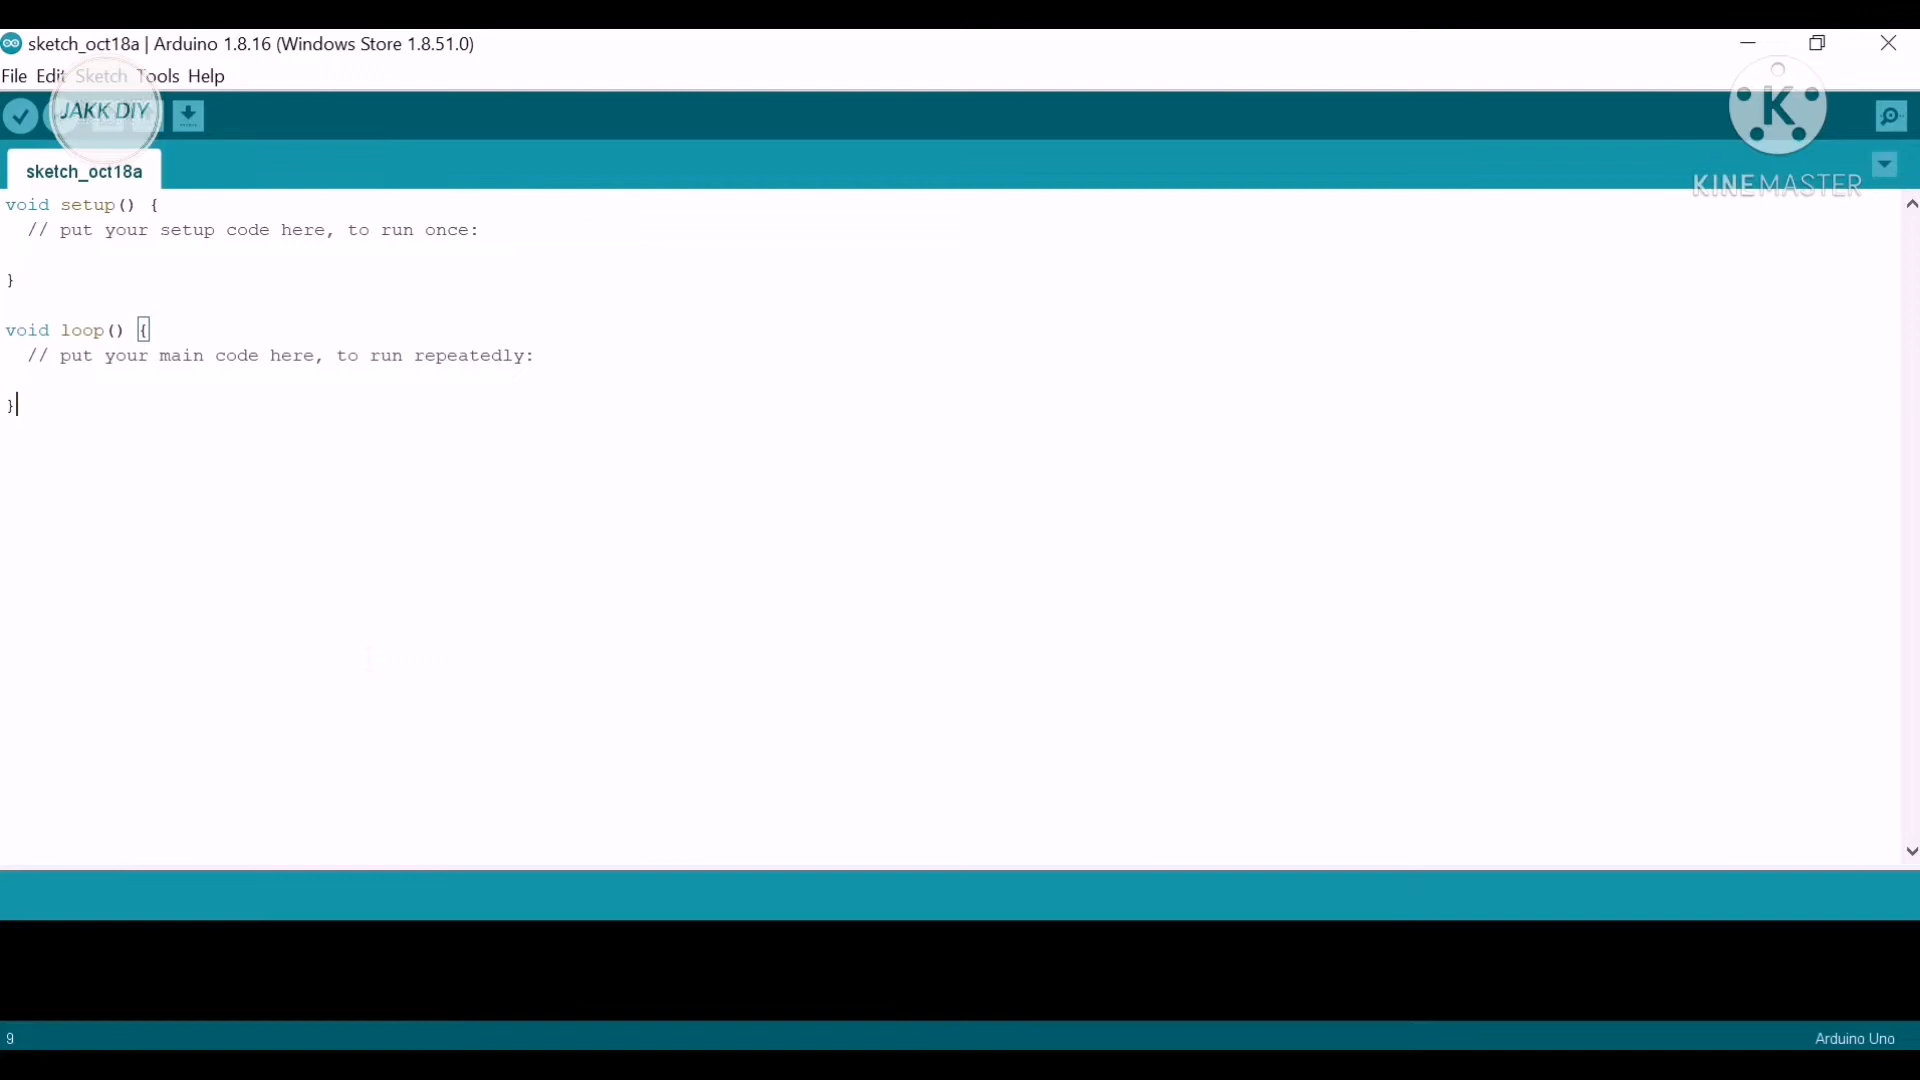 sketch_oct18a | Arduino 1.8.16 (Windows Store 1.8.51.0)
File Edit Sketch Tools Help
JAKK DIY
K
KINEMASTER
sketch_oct18a
void setup() {
// put your setup code here, to run once:
}
void loop() {
// put your main code here, to run repeatedly:
}
9
Arduino Uno